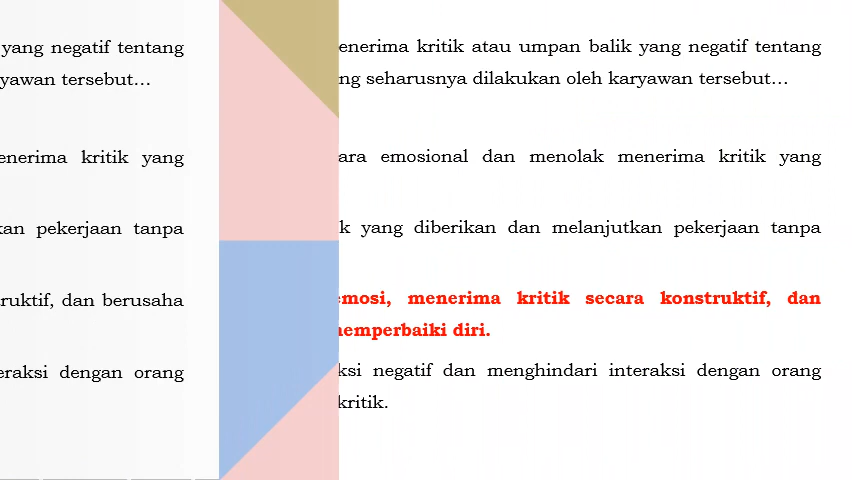 yang negatif tentang
yawan tersebut...
enerima kritik yang
kan pekerjaan tanpa
ruktif, dan berusaha
eraksi dengan orang
enerima kritik atau umpan balik yang negatif tentang
ng seharusnya dilakukan oleh karyawan tersebut...
ara emosional dan menolak menerima kritik yang
k yang diberikan dan melanjutkan pekerjaan tanpa
emosi, menerima kritik secara konstruktif, dan
memperbaiki diri.
ksi negatif dan menghindari interaksi dengan orang
kritik.